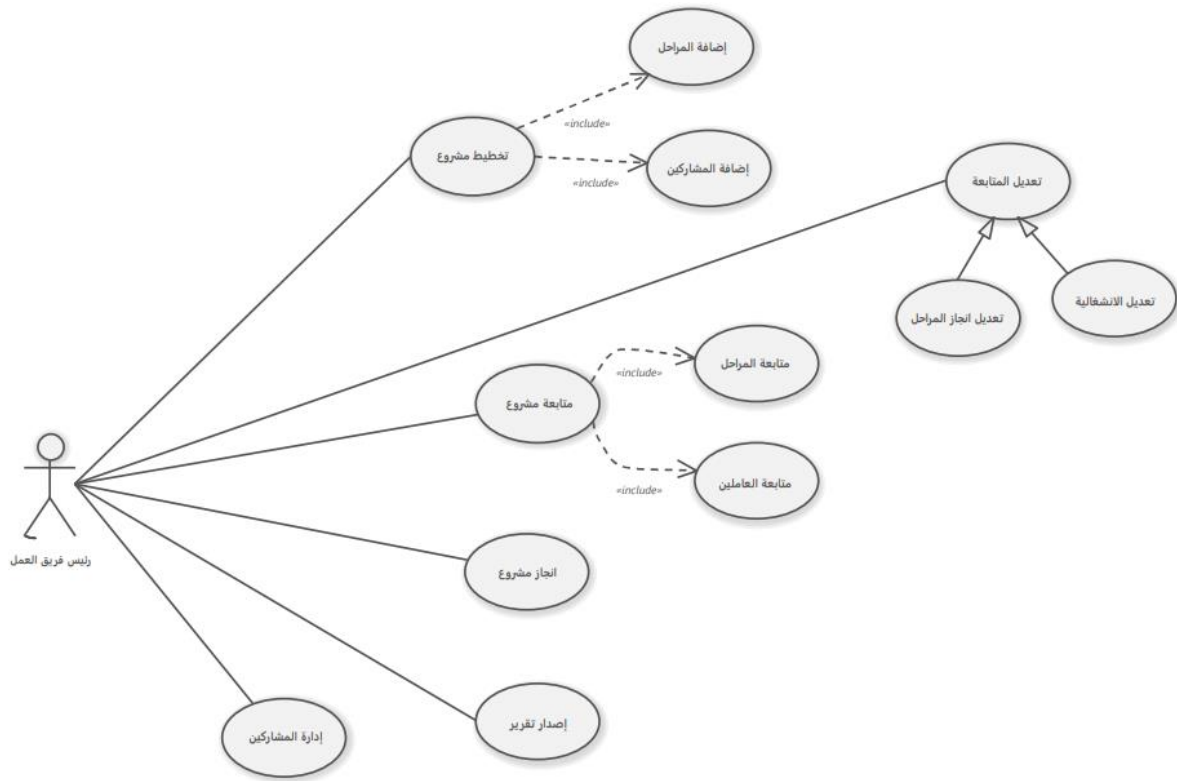 إضافة المراحل
«include»
تخطيط مشروع
إضافة المشاركين
«include»
تعديل المتابعة
تعديل الانشغالية
تعديل انجاز المراحل
متابعة المراحل
«include»
متابعة مشروع
متابعة العاملين
«include»
رئيس فريق العمل
انجاز مشروع
إصدار تقرير
إدارة المشاركين